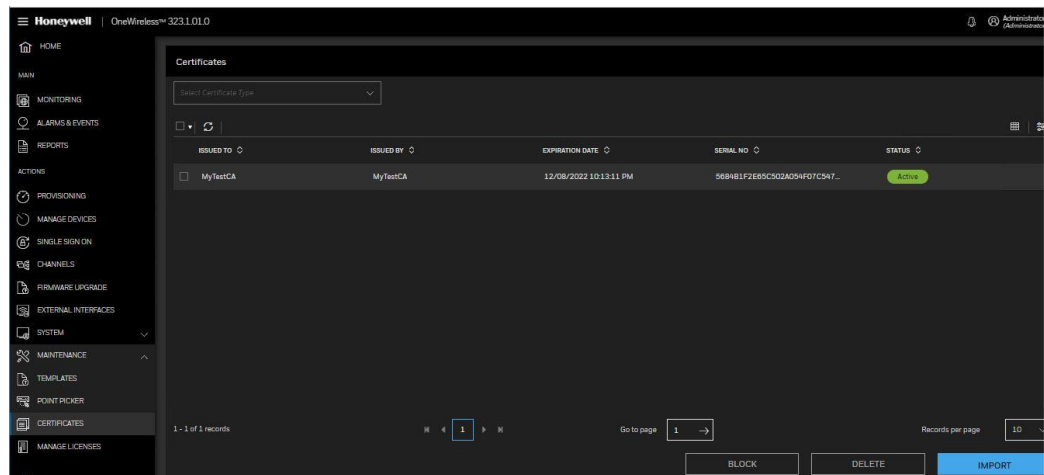 Honeywell | OneWireless™ 323.1.01.0
Administrator
(Administrator
HOME
MAIN
MONITORING
ALARMS & EVENTS
REPORTS
ACTIONS
PROVISIONING
MANAGE DEVICES
SINGLE SIGN ON
CHANNELS
FIRMWARE UPGRADE
EXTERNAL INTERFACES
SYSTEM
MAINTENANCE
TEMPLATES
POINT PICKER
CERTIFICATES
MANAGE LICENSES
Certificates
Select Certificate Type
ISSUED TO ISSUED BY EXPIRATION DATE SERIAL NO STATUS
MyTestCA MyTestCA 12/08/2022 10:13:11 PM 56B4B1F2E65C502A054F07C547... Active
1 - 1 of 1 records 1 Go to page 1 Records per page 10
BLOCK DELETE IMPORT